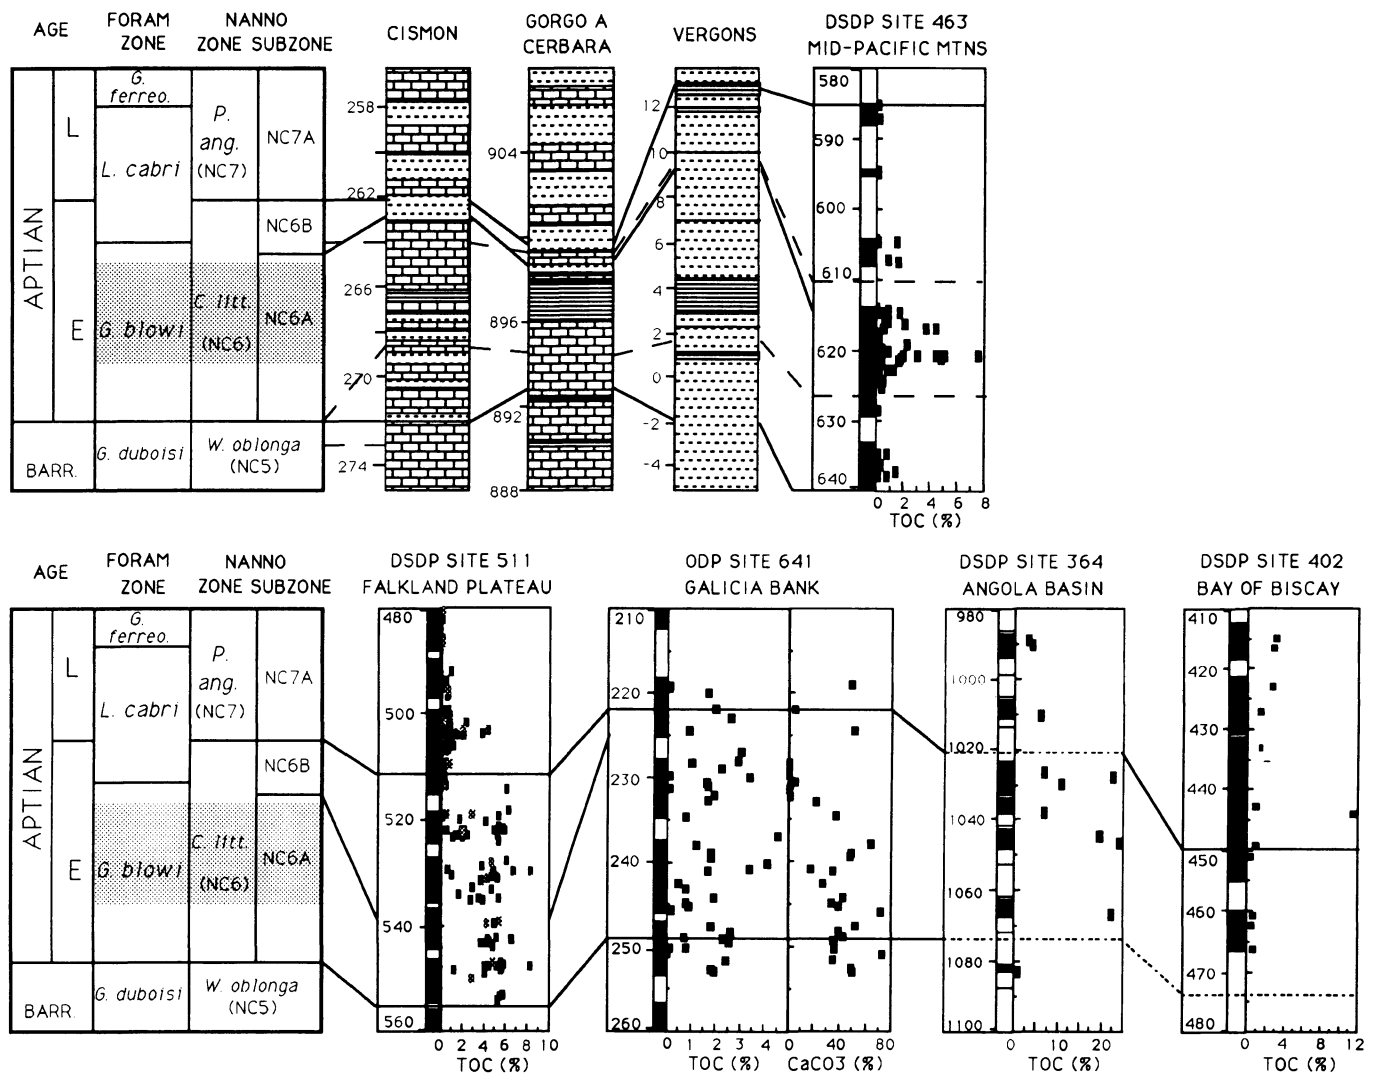 AGE
FORAM
ZONE
NANNO
ZONE SUBZONE
CISMON
GORGO A
CERBARA
VERGONS
DSDP SITE 463
MID-PACIFIC MTNS
APTIAN
L
E
BARR.
G.
ferreo.
L. cabri
G. blowi
G. duboisi
P.
ang.
(NC7)
C. litt.
(NC6)
W. oblonga
(NC5)
NC7A
NC6B
NC6A
258
262
266
270
274
904
896
892
888
12
10
8
6
4
2
0
-2
-4
580
590
600
610
620
630
640
0 2 4 6 8
TOC (%)
AGE
FORAM
ZONE
NANNO
ZONE SUBZONE
DSDP SITE 511
FALKLAND PLATEAU
ODP SITE 641
GALICIA BANK
DSDP SITE 364
ANGOLA BASIN
DSDP SITE 402
BAY OF BISCAY
APTIAN
L
E
BARR.
G.
ferreo.
L. cabri
G. blowi
G. duboisi
P.
ang.
(NC7)
C. litt.
(NC6)
W. oblonga
(NC5)
NC7A
NC6B
NC6A
480
500
520
540
560
0 2 4 6 8 10
TOC (%)
210
220
230
240
250
260
0 1 2 3 4
TOC (%)
0 80
CaCO3 (%)
980
1000
1020
1040
1060
1080
1100
0 10 20
TOC (%)
410
420
430
440
450
460
470
480
0 4 8 12
TOC (%)